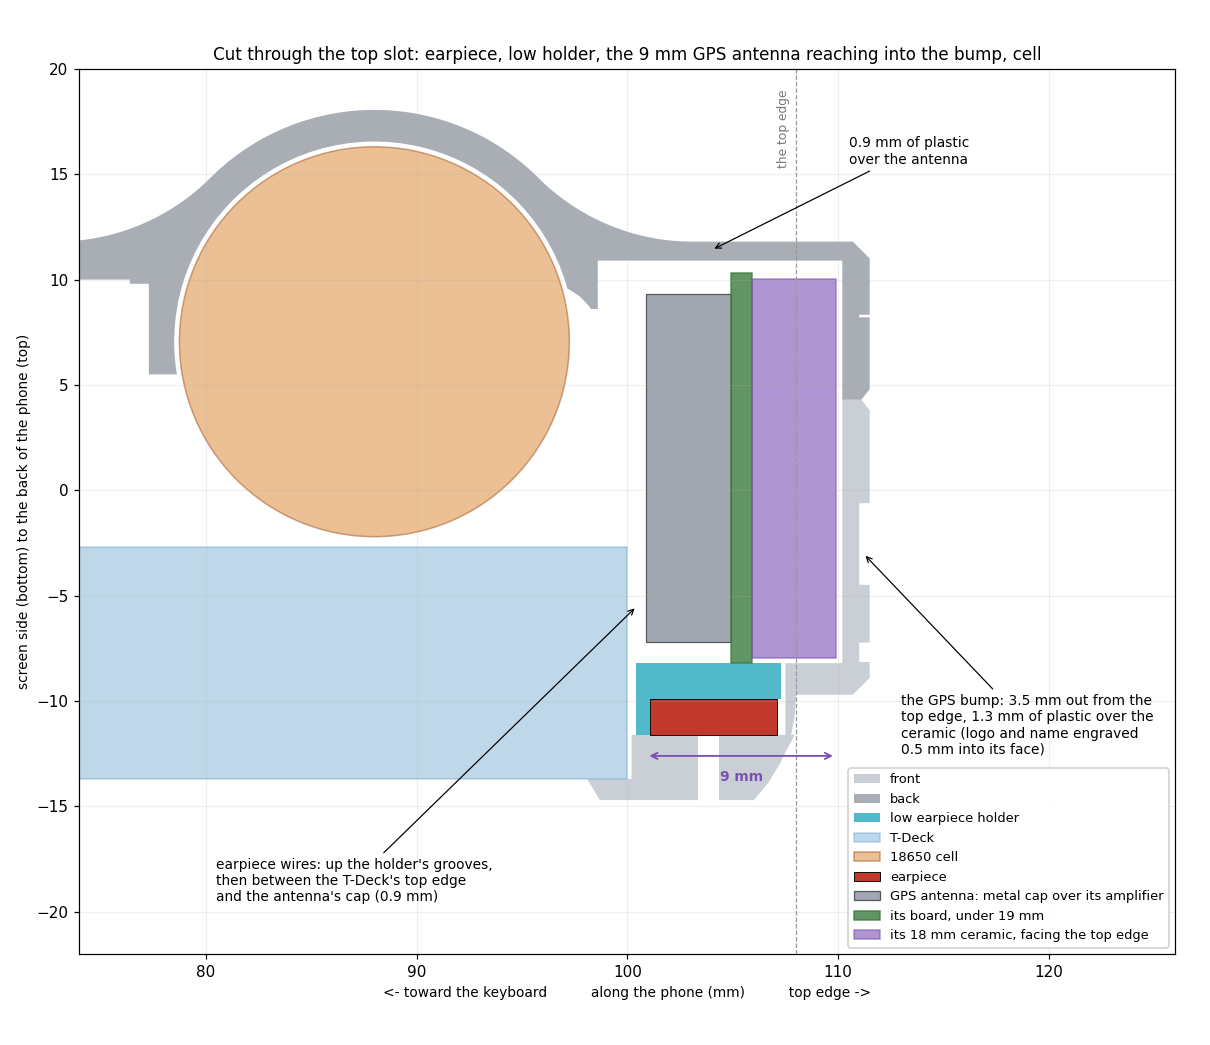 Cut through the top slot: earpiece, low holder, the 9 mm GPS antenna reaching into the bump, cell
20
15
10
5
0
−5
−10
−15
−20
screen side (bottom) to the back of the phone (top)
the top edge
0.9 mm of plastic
over the antenna
the GPS bump: 3.5 mm out from the
top edge, 1.3 mm of plastic over the
ceramic (logo and name engraved
0.5 mm into its face)
9 mm
earpiece wires: up the holder's grooves,
then between the T-Deck's top edge
and the antenna's cap (0.9 mm)
front
back
low earpiece holder
T-Deck
18650 cell
earpiece
GPS antenna: metal cap over its amplifier
its board, under 19 mm
its 18 mm ceramic, facing the top edge
80
90
100
110
120
<- toward the keyboard along the phone (mm) top edge ->